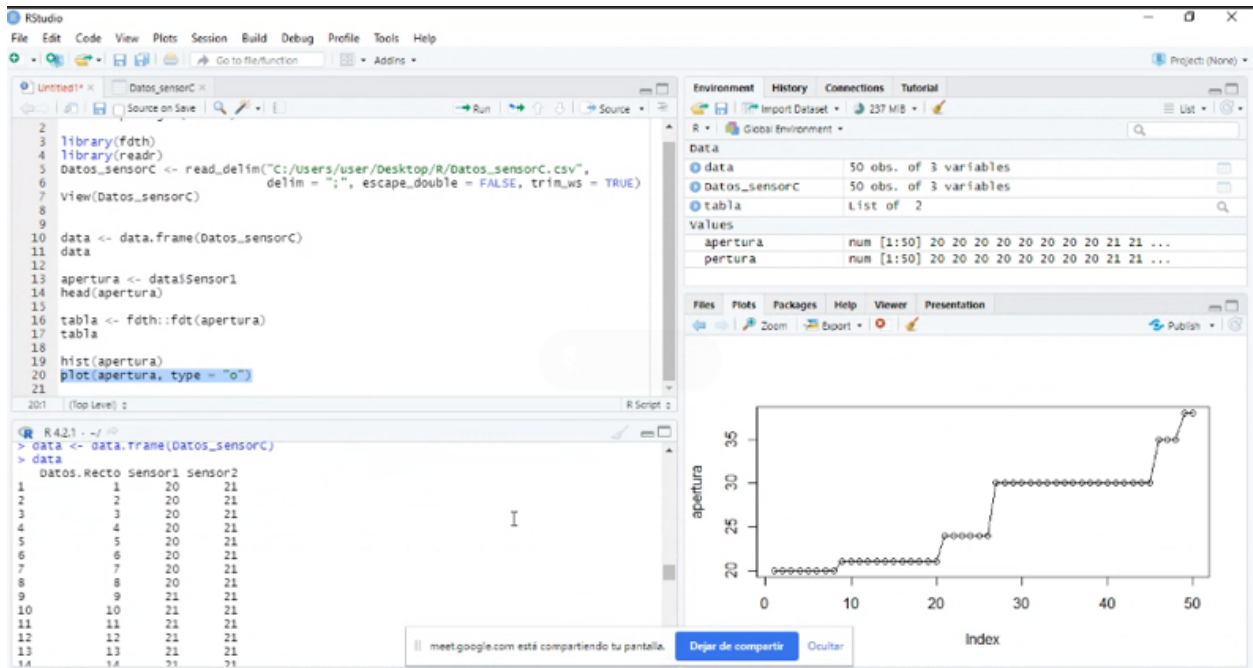 RStudio
File Edit Code View Plots Session Build Debug Profile Tools Help
Go to file/function Addins
Project: (None)
Untitled1* Datos_sensorC
Source on Save Run Source
2
3 library(fdth)
4 library(readr)
5 Datos_sensorC <- read_delim("C:/Users/user/Desktop/R/Datos_sensorC.csv",
6 delim = ";", escape_double = FALSE, trim_ws = TRUE)
7 View(Datos_sensorC)
8
9
10 data <- data.frame(Datos_sensorC)
11 data
12
13 apertura <- data$Sensor1
14 head(apertura)
15
16 tabla <- fdth::fdt(apertura)
17 tabla
18
19 hist(apertura)
20 plot(apertura, type = "o")
21
20:1 (Top Level) R Script
R 4.2.1 · ~/
> data <- data.frame(Datos_sensorC)
> data
Datos.Recto Sensor1 Sensor2
1 1 20 21
2 2 20 21
3 3 20 21
4 4 20 21
5 5 20 21
6 6 20 21
7 7 20 21
8 8 20 21
9 9 21 21
10 10 21 21
11 11 21 21
12 12 21 21
13 13 21 21
14 14 21 21
Environment History Connections Tutorial
Import Dataset 237 MiB List
R Global Environment
Data
data 50 obs. of 3 variables
Datos_sensorC 50 obs. of 3 variables
tabla List of 2
Values
apertura num [1:50] 20 20 20 20 20 20 20 20 21 21 ...
pertura num [1:50] 20 20 20 20 20 20 20 20 21 21 ...
Files Plots Packages Help Viewer Presentation
Zoom Export Publish
apertura
35
30
25
20
0 10 20 30 40 50
Index
meet.google.com está compartiendo tu pantalla. Dejar de compartir Ocultar